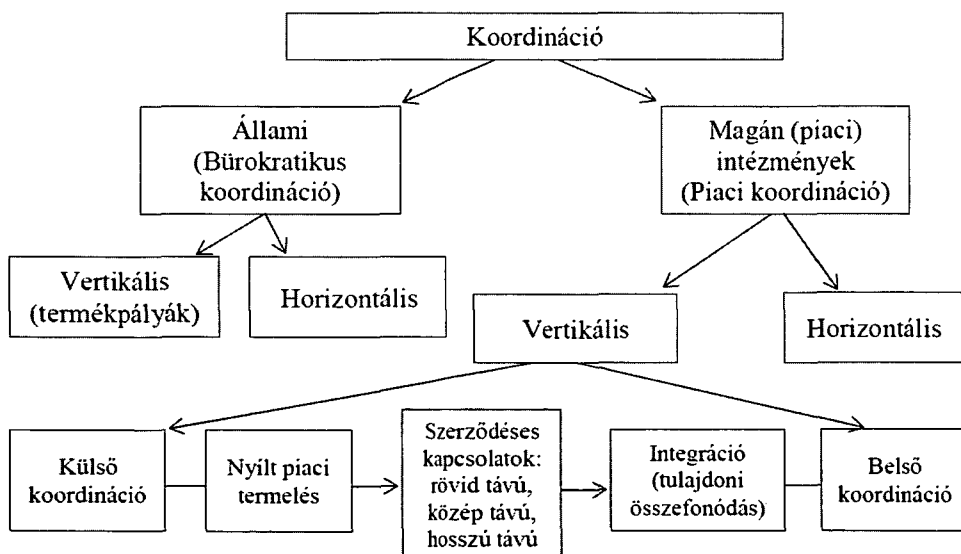 Koordináció
Állami
(Bürokratikus
koordináció)
Magán (piaci)
intézmények
(Piaci koordináció)
Vertikális
(termékpályák)
Horizontális
Vertikális
Horizontális
Külső
koordináció
Nyílt piaci
termelés
Szerződéses
kapcsolatok:
rövid távú,
közép távú,
hosszú távú
Integráció
(tulajdoni
összefonódás)
Belső
koordináció